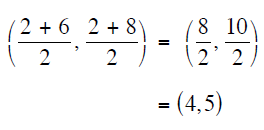 (2 + 6 / 2, 2 + 8 / 2) = (8 / 2, 10 / 2)
= (4,5)